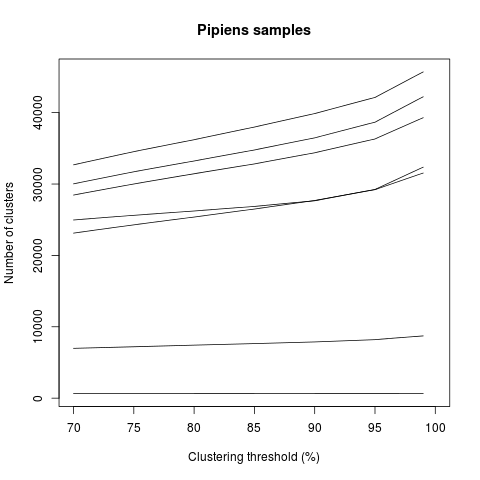 Pipiens samples
Number of clusters
40000
30000
20000
10000
0
70 75 80 85 90 95 100
Clustering threshold (%)